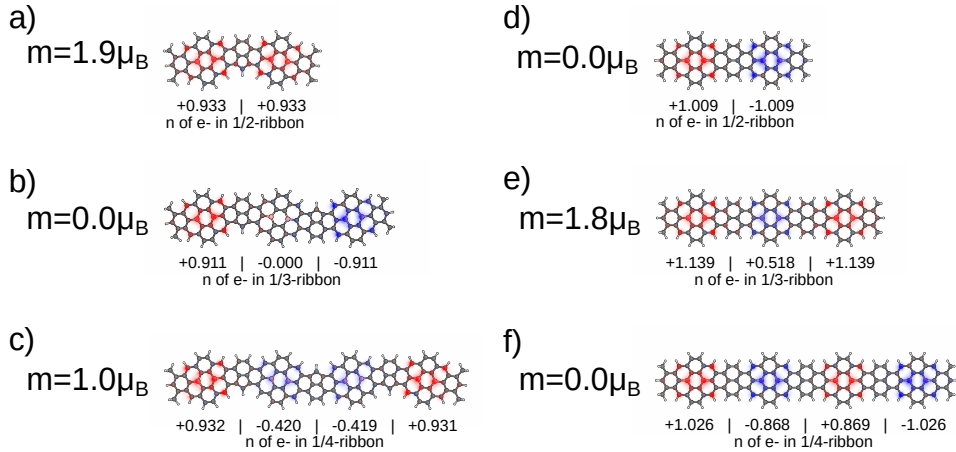 a)
m=1.9μB
+0.933 | +0.933
n of e- in 1/2-ribbon
b)
m=0.0μB
+0.911 | -0.000 | -0.911
n of e- in 1/3-ribbon
c)
m=1.0μB
+0.932 | -0.420 | -0.419 | +0.931
n of e- in 1/4-ribbon
d)
m=0.0μB
+1.009 | -1.009
n of e- in 1/2-ribbon
e)
m=1.8μB
+1.139 | +0.518 | +1.139
n of e- in 1/3-ribbon
f)
m=0.0μB
+1.026 | -0.868 | +0.869 | -1.026
n of e- in 1/4-ribbon